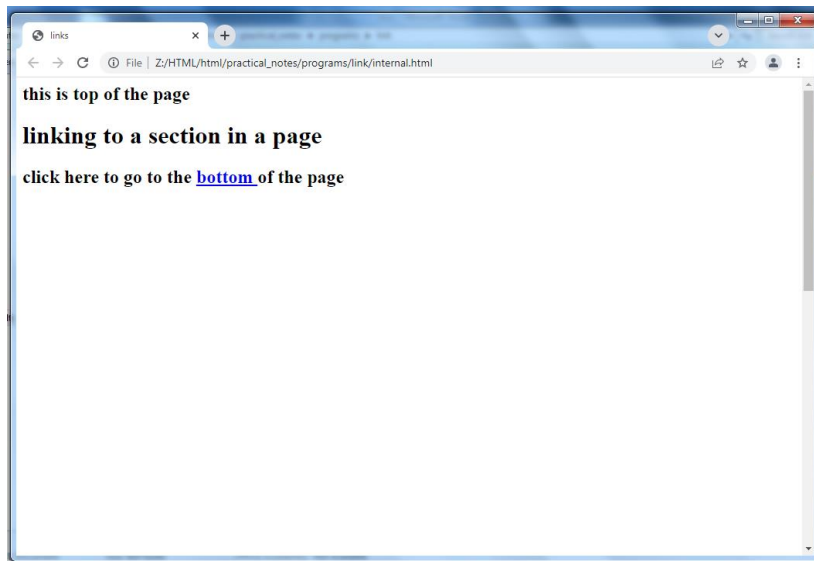 links
File | Z:/HTML/html/practical_notes/programs/link/internal.html
this is top of the page
linking to a section in a page
click here to go to the bottom of the page